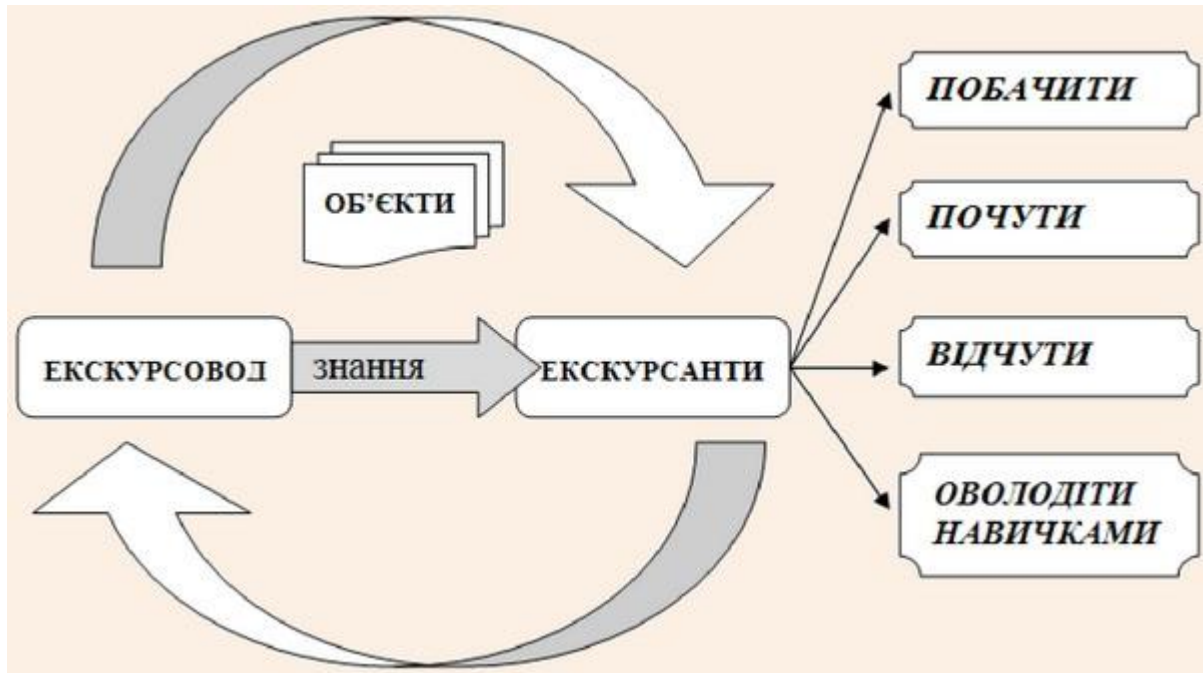 ОБ’ЄКТИ
ЕКСКУРСОВОД
знання
ЕКСКУРСАНТИ
ПОБАЧИТИ
ПОЧУТИ
ВІДЧУТИ
ОВОЛОДІТИ
НАВИЧКАМИ